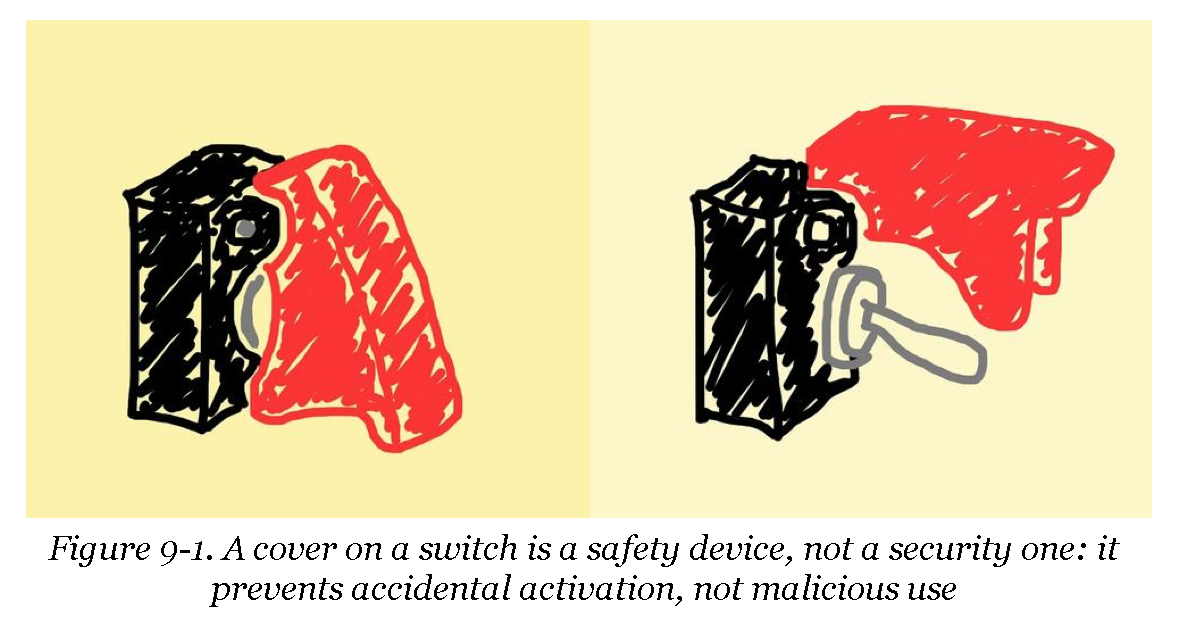 Figure 9-1. A cover on a switch is a safety device, not a security one: it
prevents accidental activation, not malicious use